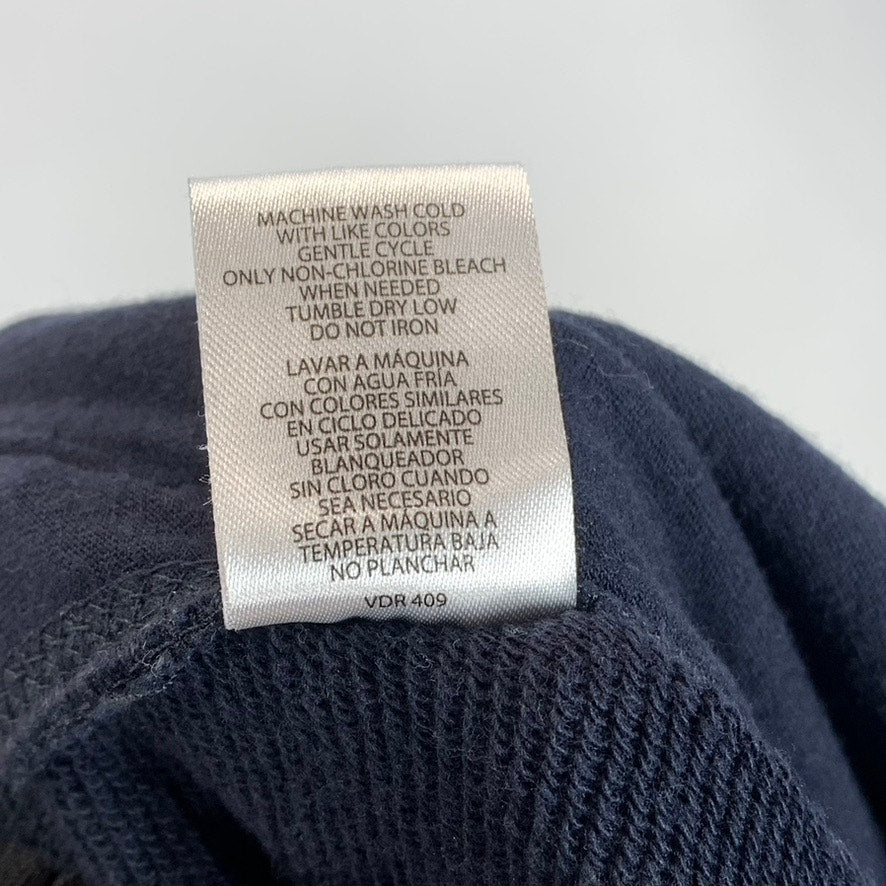 MACHINE WASH COLD
WITH LIKE COLORS
GENTLE CYCLE
ONLY NON-CHLORINE BLEACH
WHEN NEEDED
TUMBLE DRY LOW
DO NOT IRON
LAVAR A MÁQUINA
CON AGUA FRÍA
CON COLORES SIMILARES
EN CICLO DELICADO
USAR SOLAMENTE
BLANQUEADOR
SIN CLORO CUANDO
SEA NECESARIO
SECAR A MÁQUINA A
TEMPERATURA BAJA
NO PLANCHAR
VDR 409